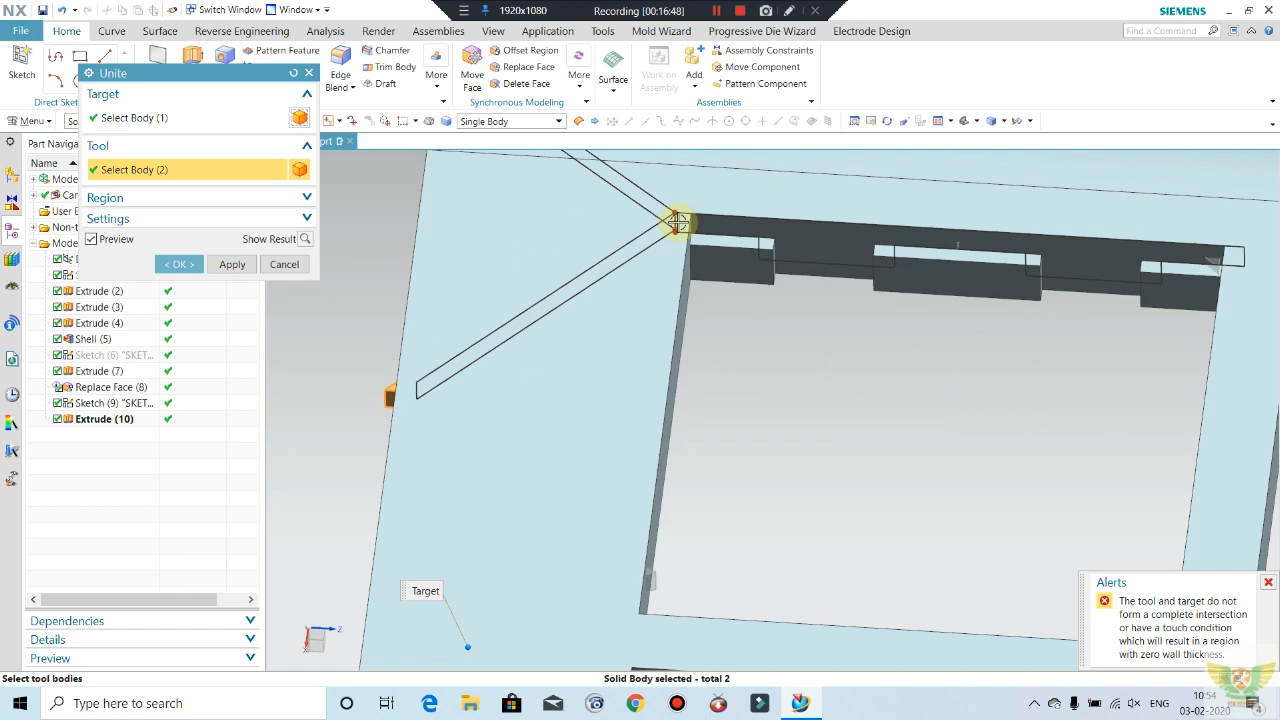 1920x1080 Recording [00:16:48]
NX Switch Window Window SIEMENS
File Home Curve Surface Reverse Engineering Analysis Render Assemblies View Application Tools Mold Wizard Progressive Die Wizard Electrode Design Find a Command
Sketch Pattern Feature Edge Blend Chamfer Trim Body Draft More Move Face Offset Region Replace Face Delete Face More Surface Work on Assembly Add Assembly Constraints Move Component Pattern Component
Direct Sk Synchronous Modeling Assemblies
Menu So Single Body
Unite
Target
Select Body (1)
Tool
Select Body (2)
Region
Settings
Preview Show Result
< OK > Apply Cancel
Part Nav ort
Name
Mode
Can
User E
Non-t
Mode
Extrude (2)
Extrude (3)
Extrude (4)
Shell (5)
Sketch (6) "SKET...
Extrude (7)
Replace Face (8)
Sketch (9) "SKET...
Extrude (10)
Dependencies
Details
Preview
Target
Z
Alerts
The tool and target do not
form a complete intersection
or have a touch condition
which will result in a region
with zero wall thickness.
Select tool bodies Solid Body selected - total 2
Type here to search ENG 10:54
03-02-2020 4